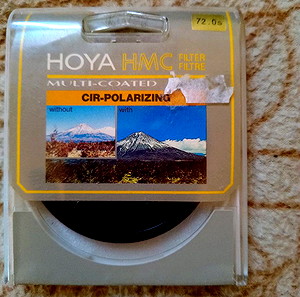 72.0s
HOYA HMC FILTER
FILTRE
MULTI-COATED
CIR-POLARIZING
without with